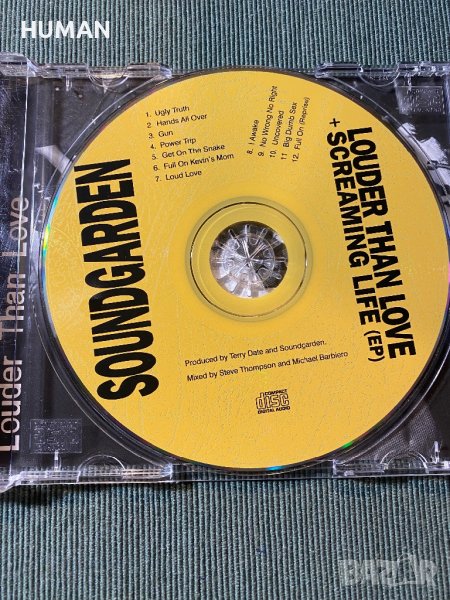 HUMAN
1. Ugly Truth
2 Hands All Over
3. Gun
4. Power Trip
5. Get On The Snake
6. Full On Kevin's Mom
7. Loud Love
8. I Awake
9. No Wrong No Right
10. Uncovered
11 Big Dumb Sex
12. Full On (Reprise)
SOUNDGARDEN
LOUDER THAN LOVE
+ SCREAMING LIFE (EP)
Produced by Terry Date and Soundgarden.
Mixed by Steve Thompson and Michael Barbiero
COMPACT
disc
DIGITAL AUDIO
Louder Than Love
BAZAR